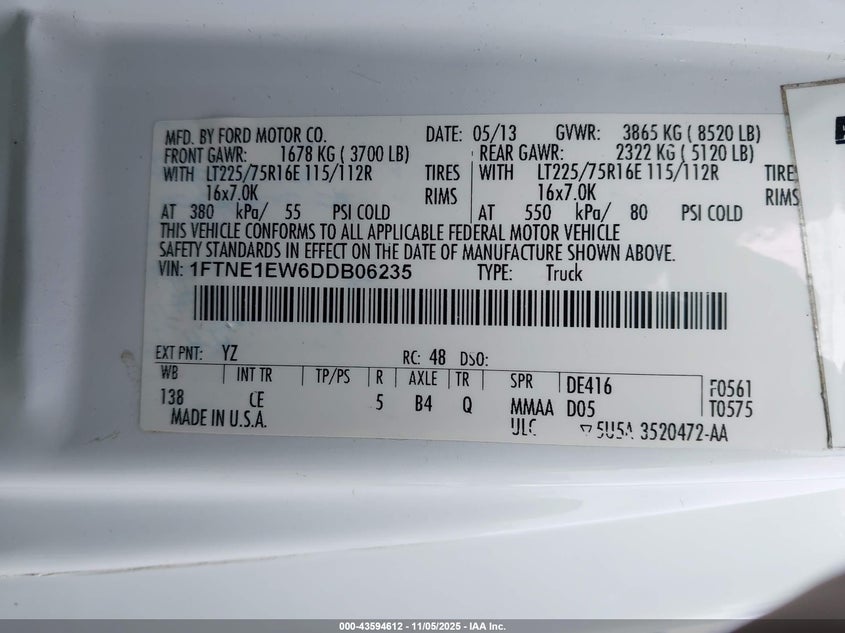 MFD. BY FORD MOTOR CO. DATE: 05/13 GVWR: 3865 KG ( 8520 LB)
FRONT GAWR: 1678 KG ( 3700 LB) REAR GAWR: 2322 KG ( 5120 LB)
WITH LT225/75R16E 115/112R TIRES WITH LT225/75R16E 115/112R TIRES
16x7.0K RIMS 16x7.0K RIMS
AT 380 kPa/ 55 PSI COLD AT 550 kPa/ 80 PSI COLD
THIS VEHICLE CONFORMS TO ALL APPLICABLE FEDERAL MOTOR VEHICLE
SAFETY STANDARDS IN EFFECT ON THE DATE OF MANUFACTURE SHOWN ABOVE.
VIN: 1FTNE1EW6DDB06235 TYPE: Truck
EXT PNT: YZ RC: 48 DSO:
WB INT TR TP/PS R AXLE TR SPR DE416 F0561
138 CE 5 B4 Q MMAA D05 T0575
MADE IN U.S.A. ULC 5U5A 3520472-AA
000-43594612 - 11/05/2025 - IAA Inc.